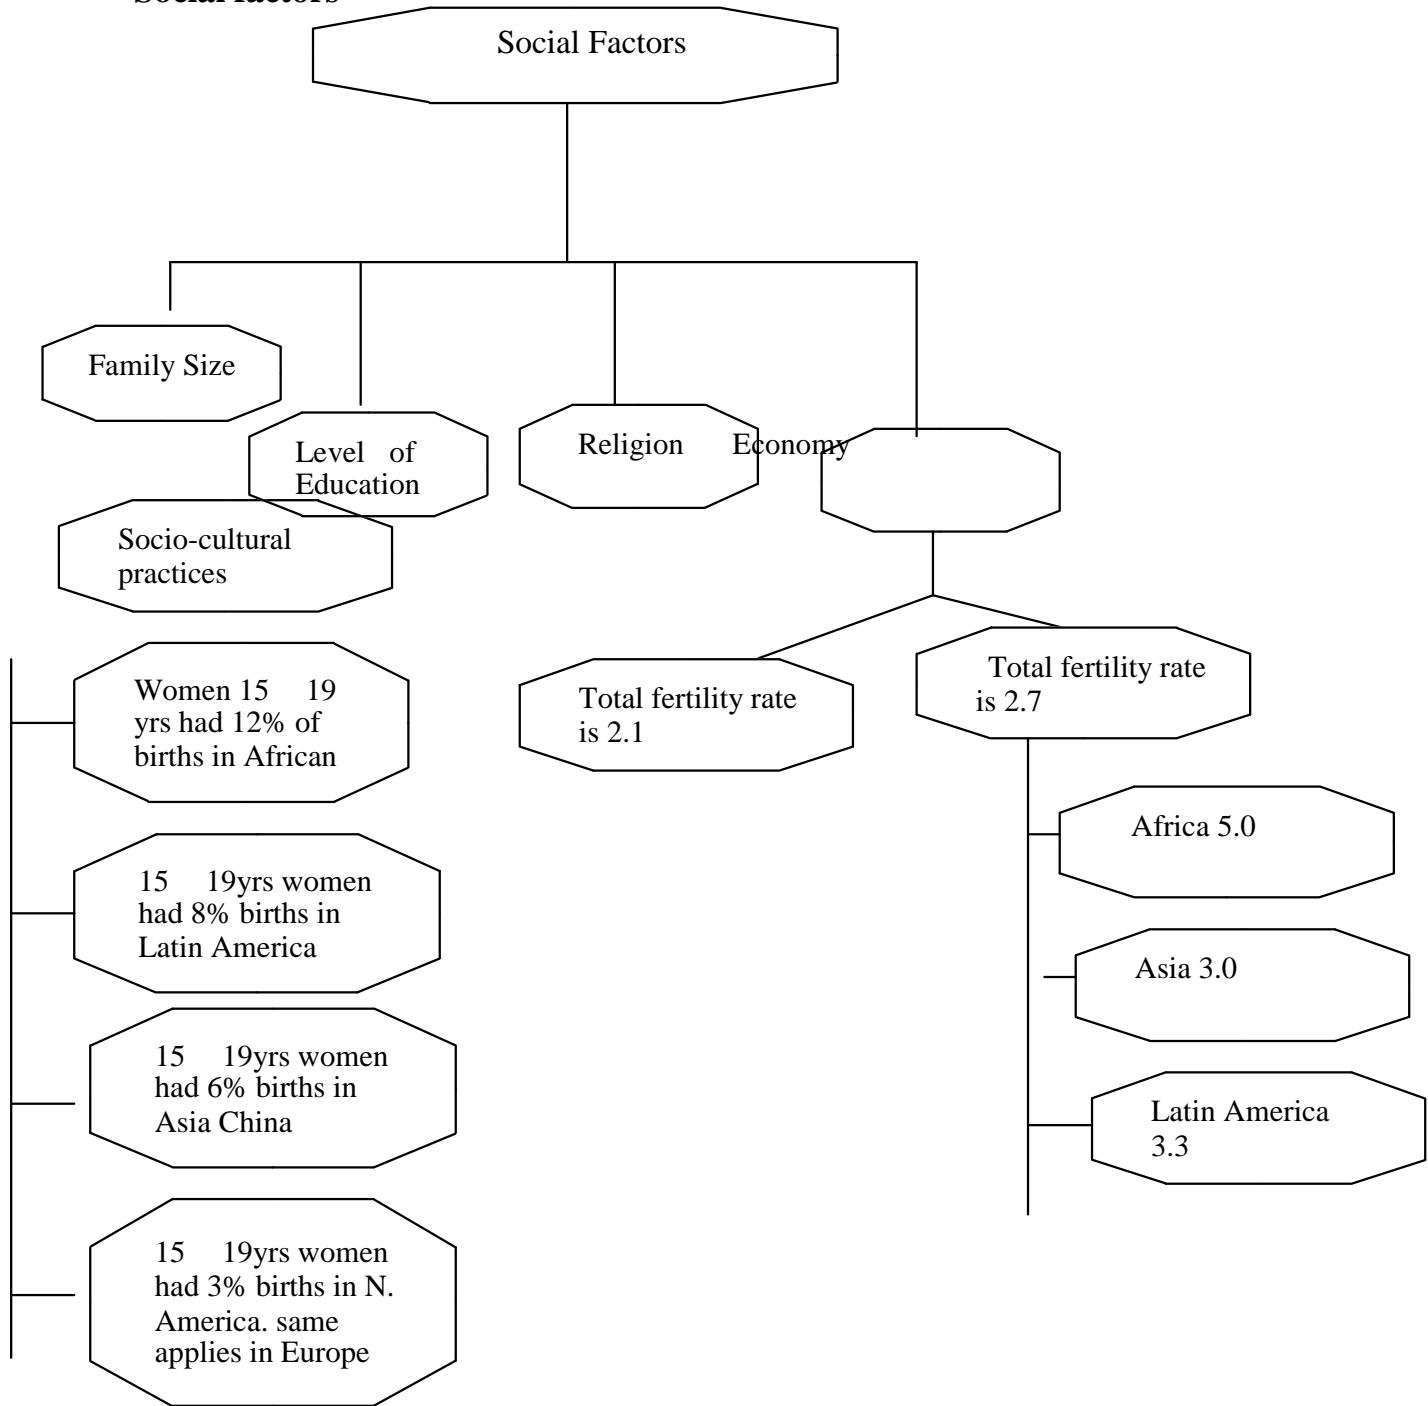 Social factors
Social Factors
Family Size
Level of
Education
Religion
Economy
Socio-cultural
practices
Women 15 19
yrs had 12% of
births in African
15 19yrs women
had 8% births in
Latin America
15 19yrs women
had 6% births in
Asia China
15 19yrs women
had 3% births in N.
America. same
applies in Europe
Total fertility rate
is 2.1
Total fertility rate
is 2.7
Africa 5.0
Asia 3.0
Latin America
3.3